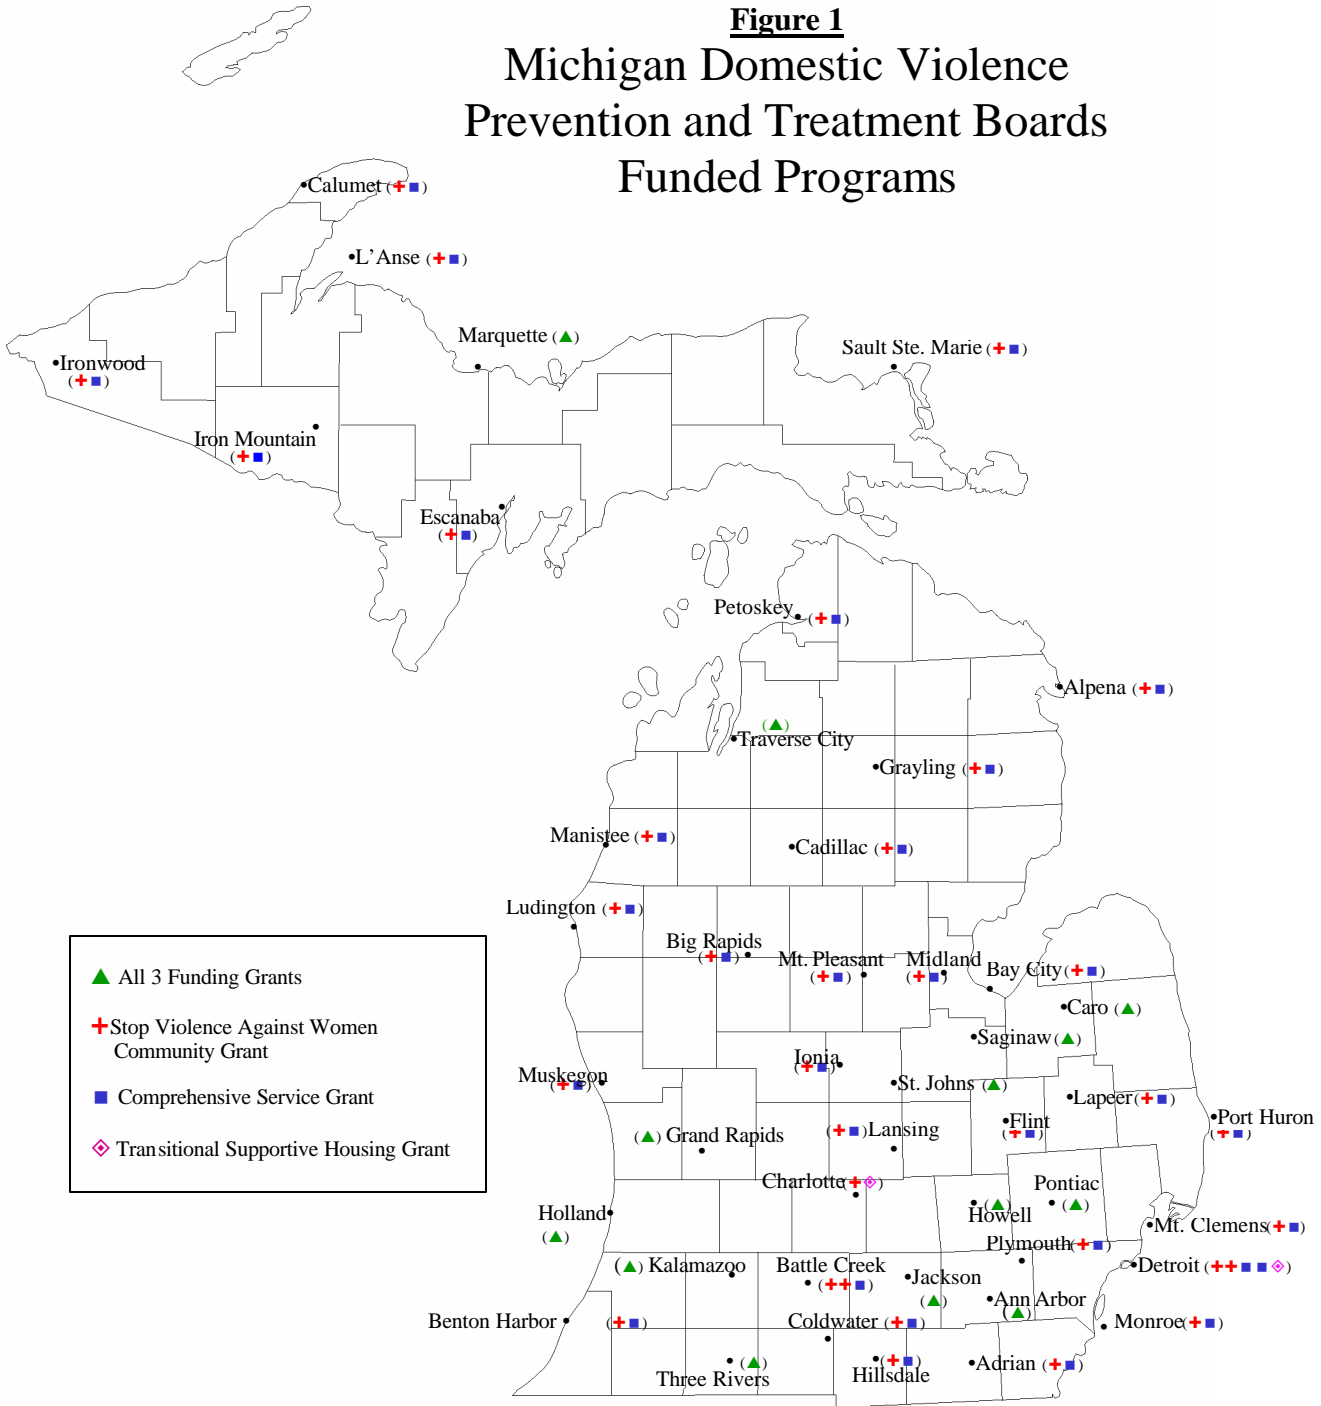 Figure 1
Michigan Domestic Violence
Prevention and Treatment Boards
Funded Programs
Calumet
L’Anse
Marquette
Sault Ste. Marie
Ironwood
Iron Mountain
Escanaba
Petoskey
Alpena
Traverse City
Grayling
Manistee
Cadillac
Ludington
Big Rapids
Mt. Pleasant
Midland
Bay City
Caro
Saginaw
Ionia
Muskegon
St. Johns
Lapeer
Port Huron
Flint
Grand Rapids
Lansing
Charlotte
Pontiac
Holland
Howell
Mt. Clemens
Plymouth
Detroit
Kalamazoo
Battle Creek
Jackson
Ann Arbor
Benton Harbor
Coldwater
Monroe
Three Rivers
Hillsdale
Adrian
All 3 Funding Grants
Stop Violence Against Women
Community Grant
Comprehensive Service Grant
Transitional Supportive Housing Grant